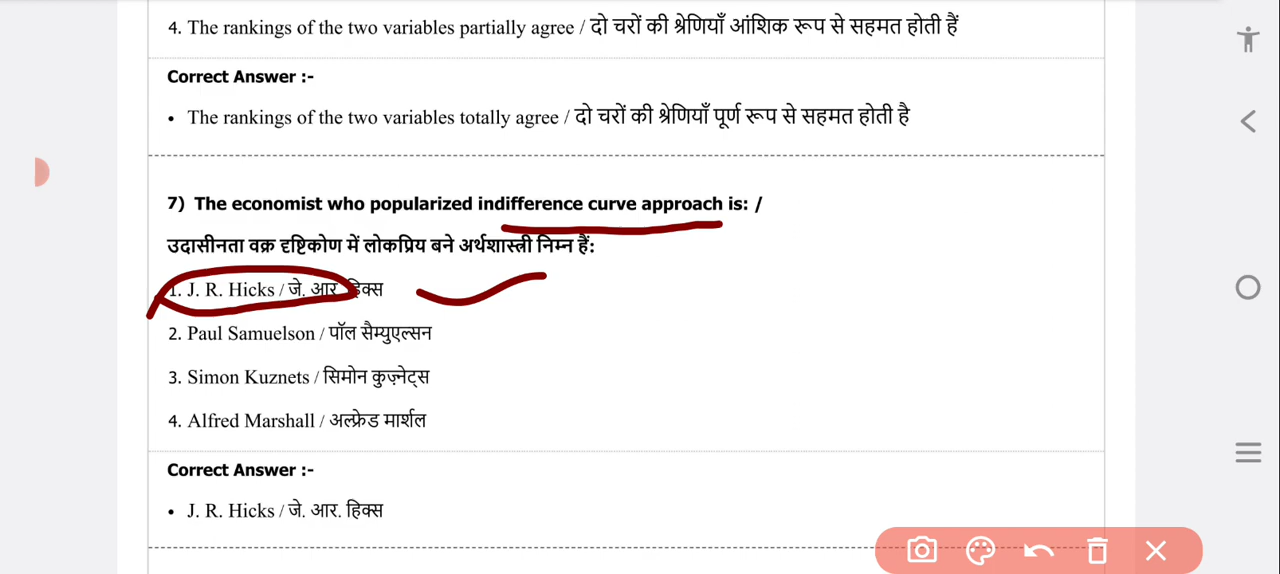 4. The rankings of the two variables partially agree / दो चरों की श्रेणियाँ आंशिक रूप से सहमत होती हैं
Correct Answer :-
• The rankings of the two variables totally agree / दो चरों की श्रेणियाँ पूर्ण रूप से सहमत होती है
7) The economist who popularized indifference curve approach is: /
उदासीनता वक्र दृष्टिकोण में लोकप्रिय बने अर्थशास्त्री निम्न हैं:
1. J. R. Hicks / जे. आर. हिक्स
2. Paul Samuelson / पॉल सैम्युएल्सन
3. Simon Kuznets / सिमोन कुज़्नेट्स
4. Alfred Marshall / अल्फ्रेड मार्शल
Correct Answer :-
• J. R. Hicks / जे. आर. हिक्स